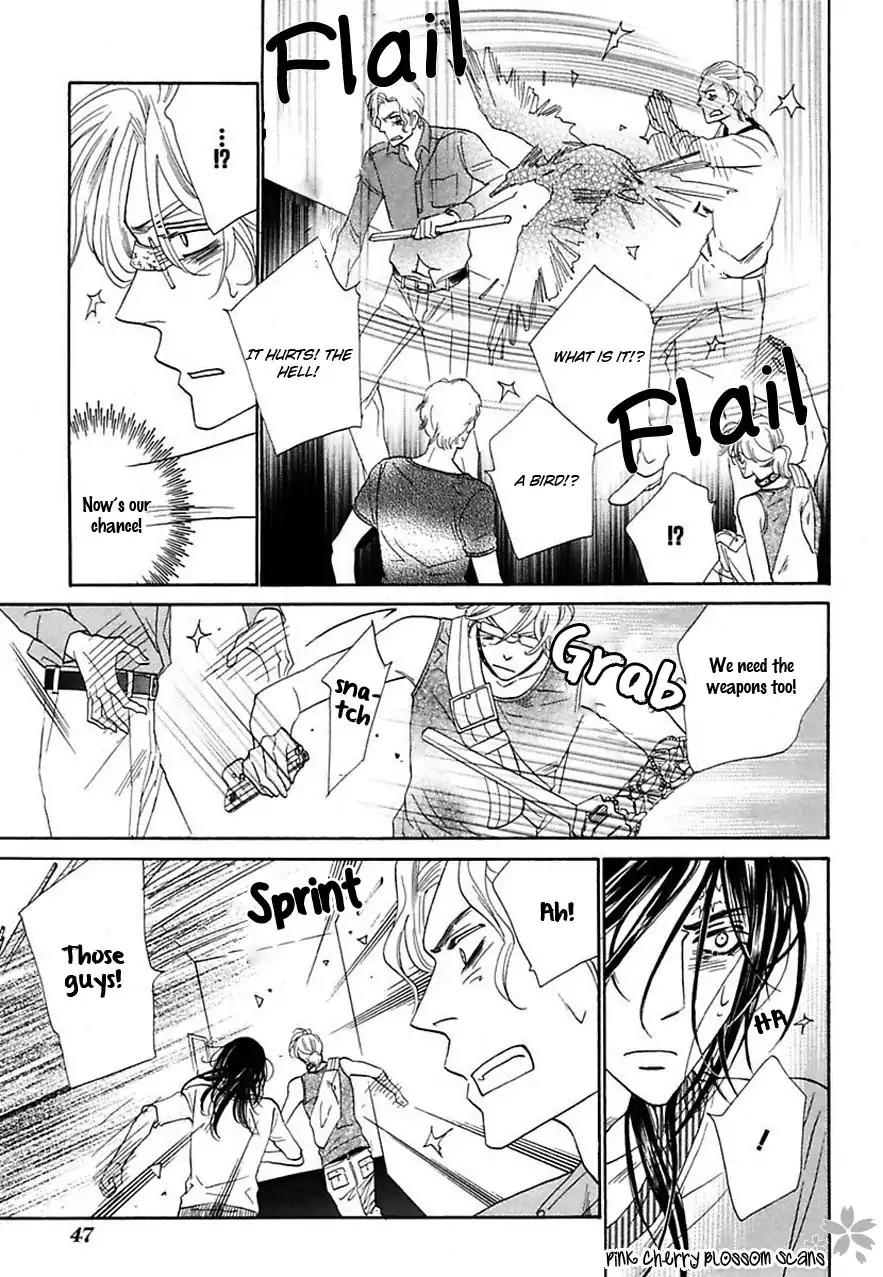 Flail
WHAT IS IT!?
IT HURTS! THE
HELL!
Flail
A BIRD!?
!?
...!?
Now's our
chance!
We need the
weapons too!
Grab
sna-
tch
HA
!
Ah!
Sprint
Those
guys!
47
Pink Cherry Blossom Scans